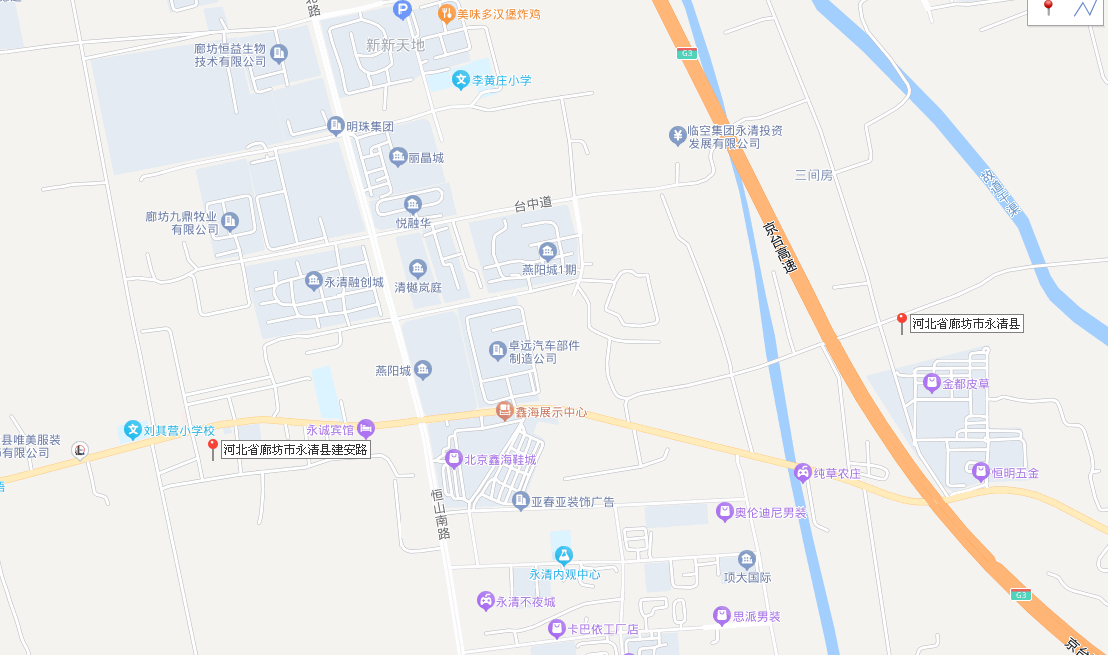 北路
P
美味多汉堡炸鸡
新新天地
廊坊恒益生物
技术有限公司
G3
李黄庄小学
明珠集团
临空集团永清投资
发展有限公司
丽晶城
三间房
故道干渠
台中道
廊坊九鼎牧业
有限公司
悦融华
京台高速
燕阳城1期
永清融创城
清樾岚庭
河北省廊坊市永清县
卓远汽车部件
制造公司
燕阳城
金都皮草
鑫海展示中心
刘其营小学校
永诚宾馆
县唯美服装
有限公司
河北省廊坊市永清县建安路
北京鑫海鞋城
纯草农庄
恒明五金
恒山南路
亚春亚装饰广告
奥伦迪尼男装
永清内观中心
项大国际
G3
永清不夜城
思派男装
卡巴依工厂店
京台